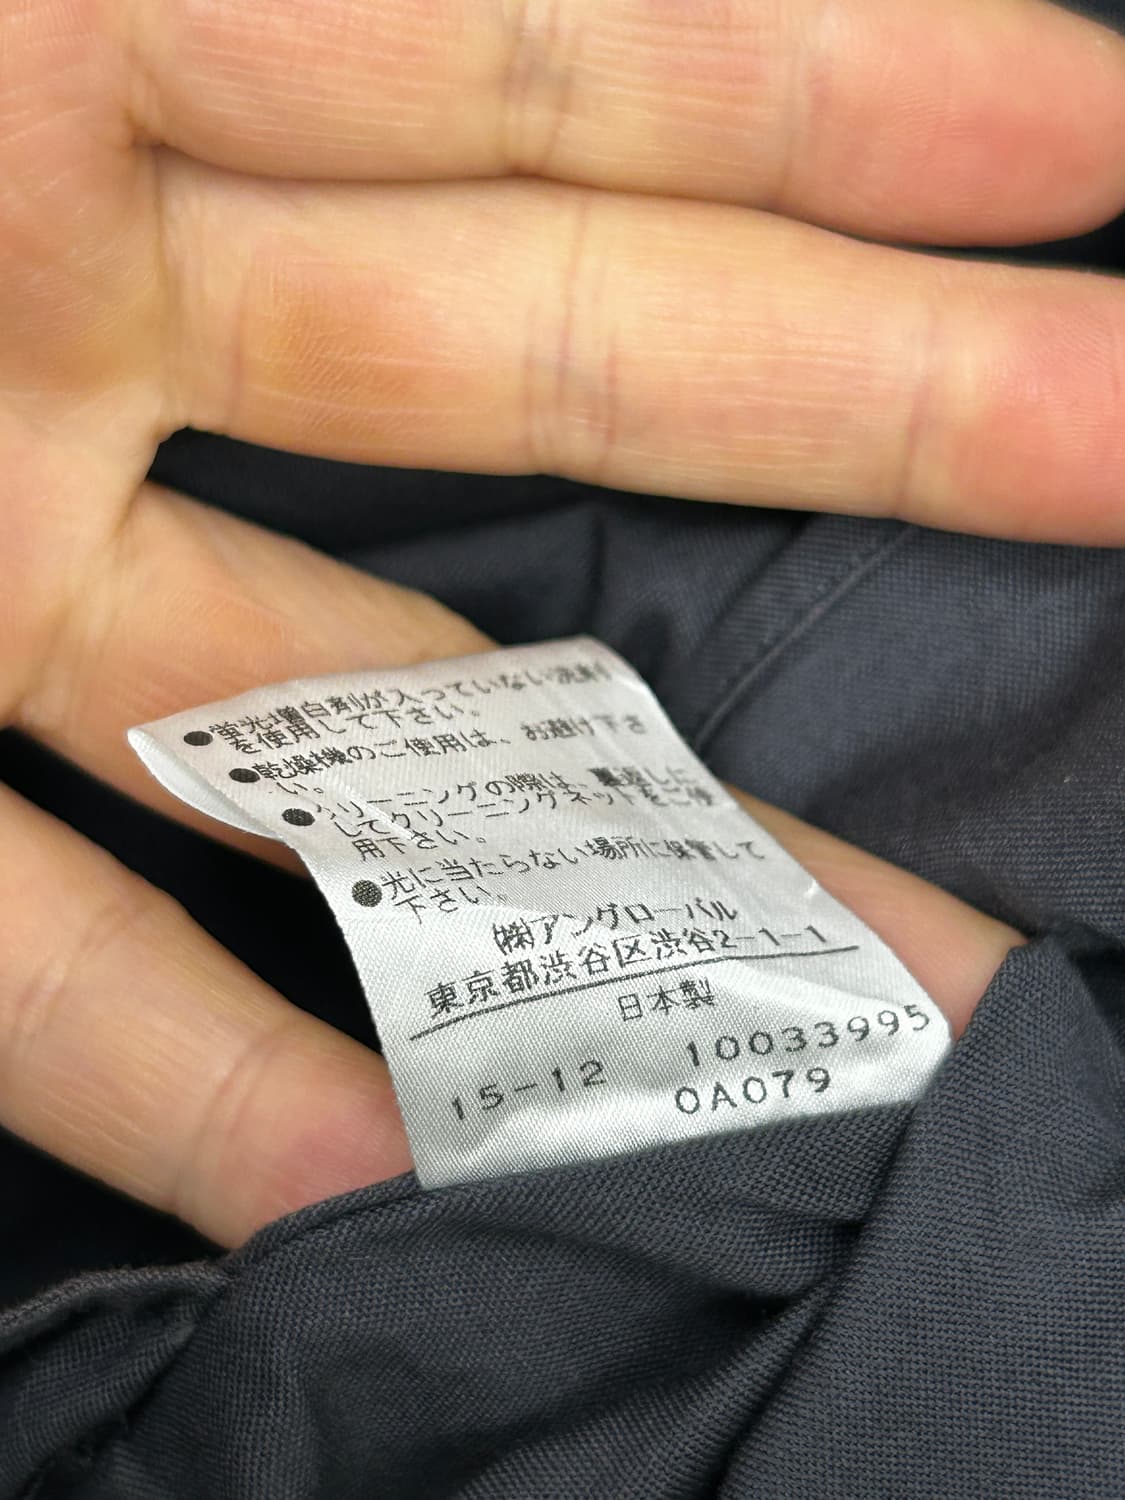 ●蛍光増白剤が入っていない洗剤
を使用して下さい。
●乾燥機のご使用は、お避け下さ
い。
●クリーニングの際は、裏返しに
してクリーニングネットをご使
用下さい。
●光に当たらない場所に保管して
下さい。
(株)アングローバル
東京都渋谷区渋谷2-1-1
日本製
15-12 10033995
0A079